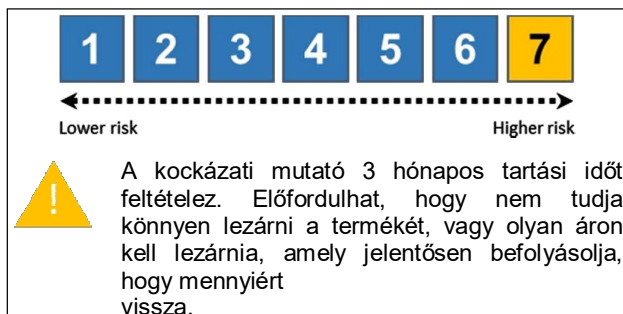 1 2 3 4 5 6 7
Lower risk Higher risk
!
A kockázati mutató 3 hónapos tartási időt
feltételez. Előfordulhat, hogy nem tudja
könnyen lezárni a termékét, vagy olyan áron
kell lezárnia, amely jelentősen befolyásolja,
hogy mennyiért
vissza.